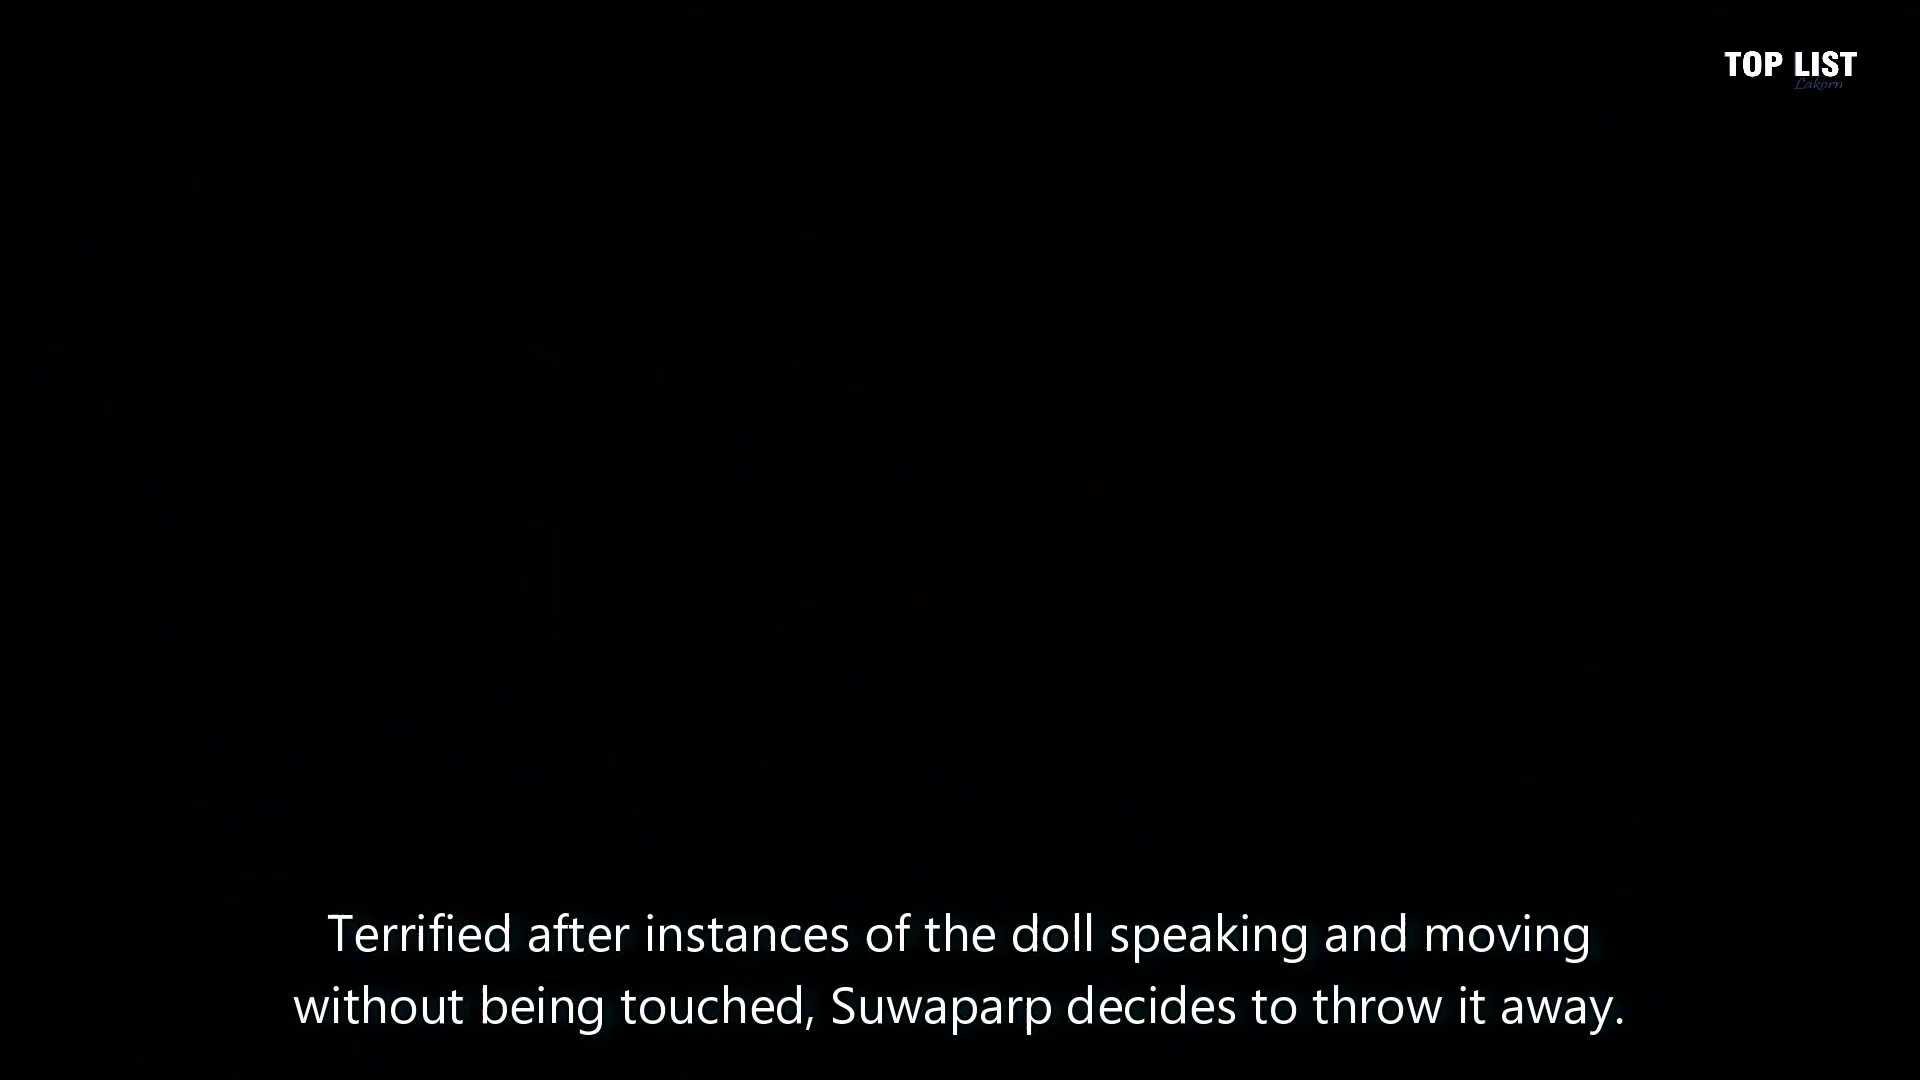 TOP LIST
Lakorn
Terrified after instances of the doll speaking and moving
without being touched, Suwaparp decides to throw it away.